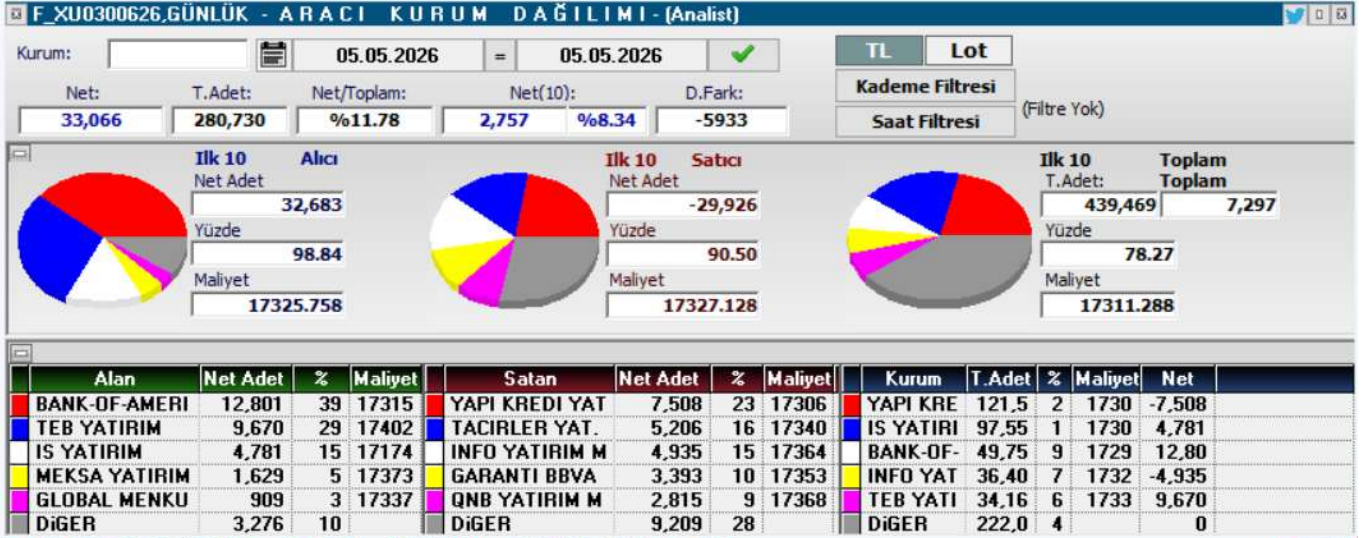 F_XU0300626,GÜNLÜK - A R A C I   K U R U M   D A Ğ I L I M I - (Analist)
Kurum: 05.05.2026 = 05.05.2026 TL Lot
Kademe Filtresi
Net: T.Adet: Net/Toplam: Net(10): D.Fark:
33,066 280,730 %11.78 2,757 %8.34 -5933 Saat Filtresi (Filtre Yok)
Ilk 10 Alıcı Ilk 10 Satıcı Ilk 10 Toplam
Net Adet Net Adet T.Adet: Toplam
32,683 -29,926 439,469 7,297
Yüzde Yüzde Yüzde
98.84 90.50 78.27
Maliyet Maliyet Maliyet
17325.758 17327.128 17311.288
Alan Net Adet % Maliyet Satan Net Adet % Maliyet Kurum T.Adet % Maliyet Net
BANK-OF-AMERI 12,801 39 17315 YAPI KREDI YAT 7,508 23 17306 YAPI KRE 121,5 2 1730 -7,508
TEB YATIRIM 9,670 29 17402 TACIRLER YAT. 5,206 16 17340 IS YATIRI 97,55 1 1730 4,781
IS YATIRIM 4,781 15 17174 INFO YATIRIM M 4,935 15 17364 BANK-OF- 49,75 9 1729 12,80
MEKSA YATIRIM 1,629 5 17373 GARANTI BBVA 3,393 10 17353 INFO YAT 36,40 7 1732 -4,935
GLOBAL MENKU 909 3 17337 QNB YATIRIM M 2,815 9 17368 TEB YATI 34,16 6 1733 9,670
DiGER 3,276 10 DiGER 9,209 28 DiGER 222,0 4 0